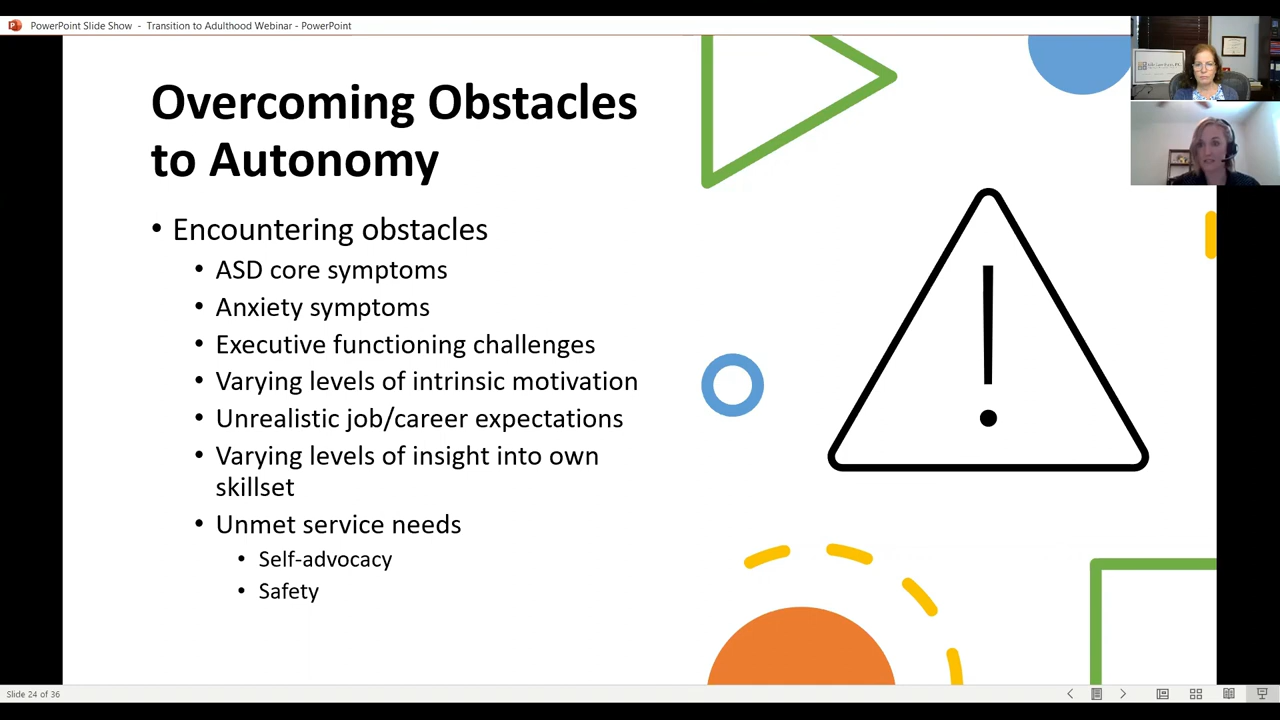 PowerPoint Slide Show - Transition to Adulthood Webinar - PowerPoint
Overcoming Obstacles
to Autonomy
• Encountering obstacles
• ASD core symptoms
• Anxiety symptoms
• Executive functioning challenges
• Varying levels of intrinsic motivation
• Unrealistic job/career expectations
• Varying levels of insight into own
skillset
• Unmet service needs
• Self-advocacy
• Safety
Slide 24 of 36